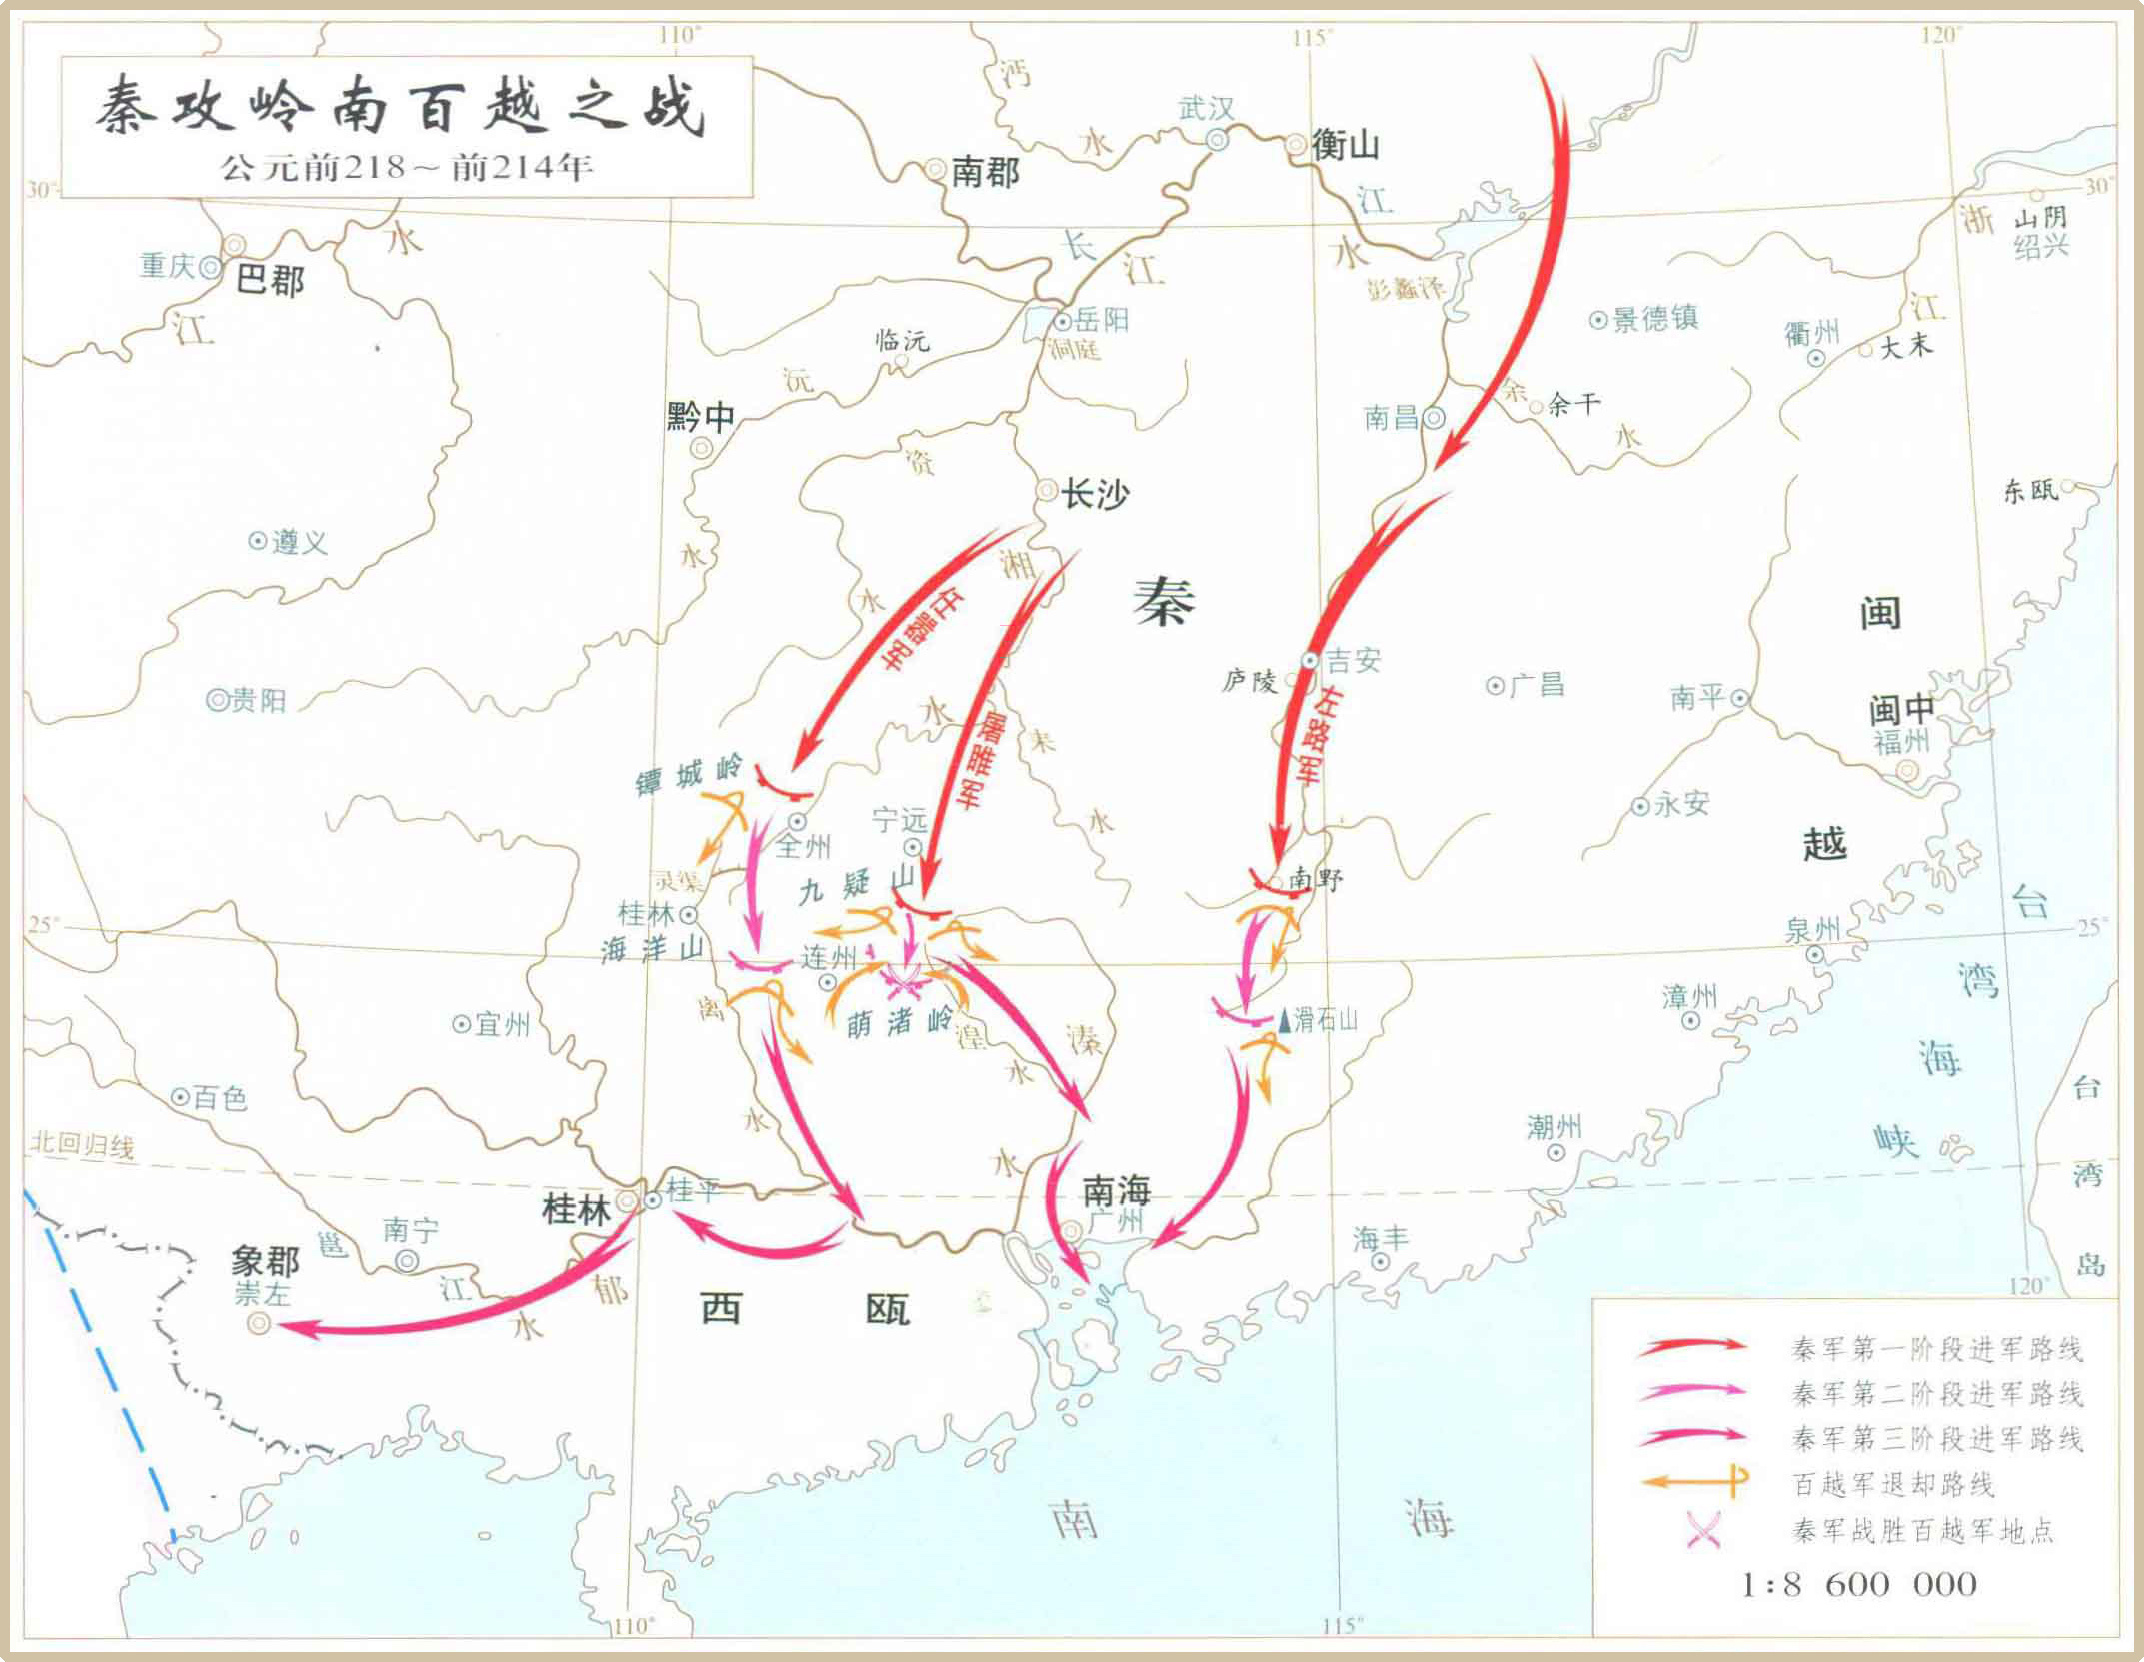 秦攻岭南百越之战
公元前218～前214年
110°
115°
120°
30°
30°
沔
水
武汉
衡山
南郡
江
水
长
江
浙
山阴
绍兴
江
水
重庆
巴郡
江
彭蠡泽
岳阳
洞庭
临沅
沅
景德镇
衢州
大末
黔中
南昌
余
余干
水
资
长沙
东瓯
遵义
水
湘
水
任嚣军
秦
闽
吉安
庐陵
广昌
左路军
贵阳
南平
闽中
福州
水
耒
屠睢军
镡城岭
全州
宁远
水
永安
越
灵渠
九疑山
南野
桂林
海洋山
25°
25°
连州
台
湾
海
峡
泉州
漳州
离
萌渚岭
湟
水
溱
滑石山
宜州
百色
水
水
潮州
台
湾
岛
北回归线
桂林
桂平
南海
广州
海丰
象郡
崇左
邕
南宁
江
郁
水
西瓯
120°
南海
秦军第一阶段进军路线
秦军第二阶段进军路线
秦军第三阶段进军路线
百越军退却路线
秦军战胜百越军地点
1:8 600 000
110°
115°